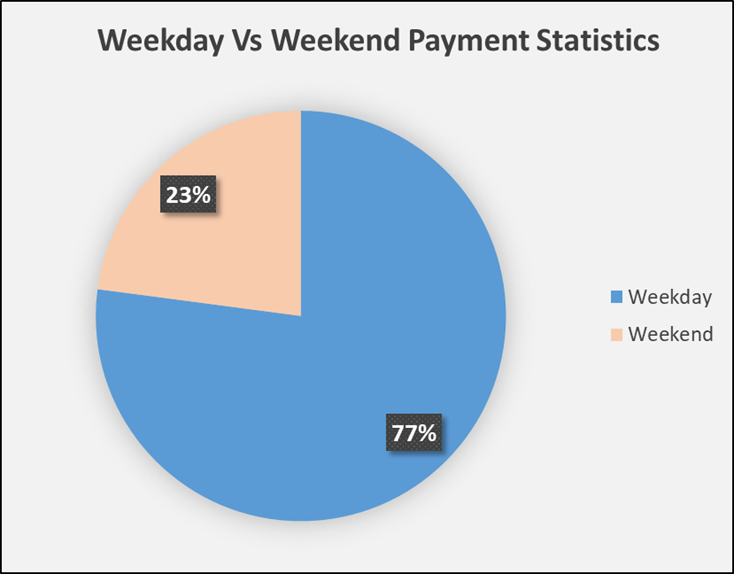 Weekday Vs Weekend Payment Statistics
23%
Weekday
Weekend
77%